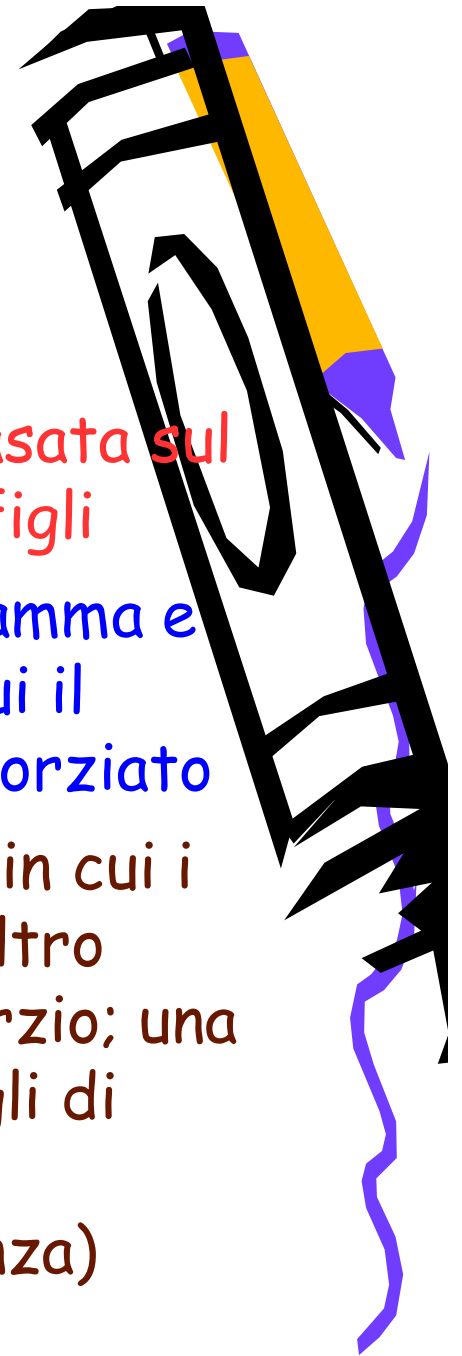 sata sul
figli
amma e
ui il
orziato
in cui i
ltro
rzio; una
gli di
nza)